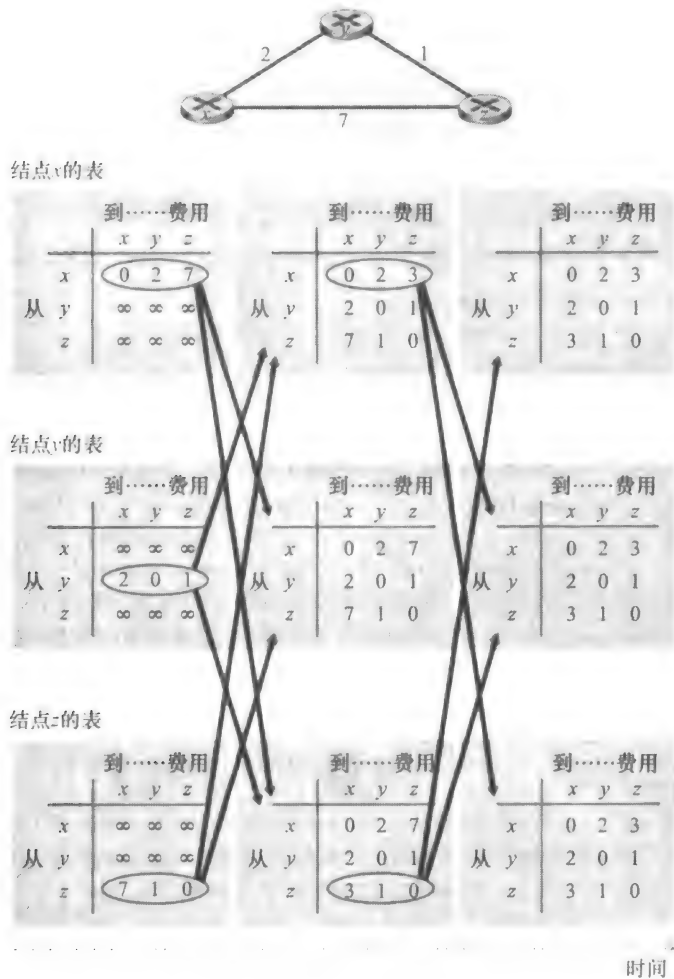 y
2 1
x z
7
结点x的表
到……费用 到……费用 到……费用
x y z x y z x y z
x 0 2 7 x 0 2 3 x 0 2 3
从 y ∞ ∞ ∞ 从 y 2 0 1 从 y 2 0 1
z ∞ ∞ ∞ z 7 1 0 z 3 1 0
结点y的表
到……费用 到……费用 到……费用
x y z x y z x y z
x ∞ ∞ ∞ x 0 2 7 x 0 2 3
从 y 2 0 1 从 y 2 0 1 从 y 2 0 1
z ∞ ∞ ∞ z 7 1 0 z 3 1 0
结点z的表
到……费用 到……费用 到……费用
x y z x y z x y z
x ∞ ∞ ∞ x 0 2 7 x 0 2 3
从 y ∞ ∞ ∞ 从 y 2 0 1 从 y 2 0 1
z 7 1 0 z 3 1 0 z 3 1 0
时间